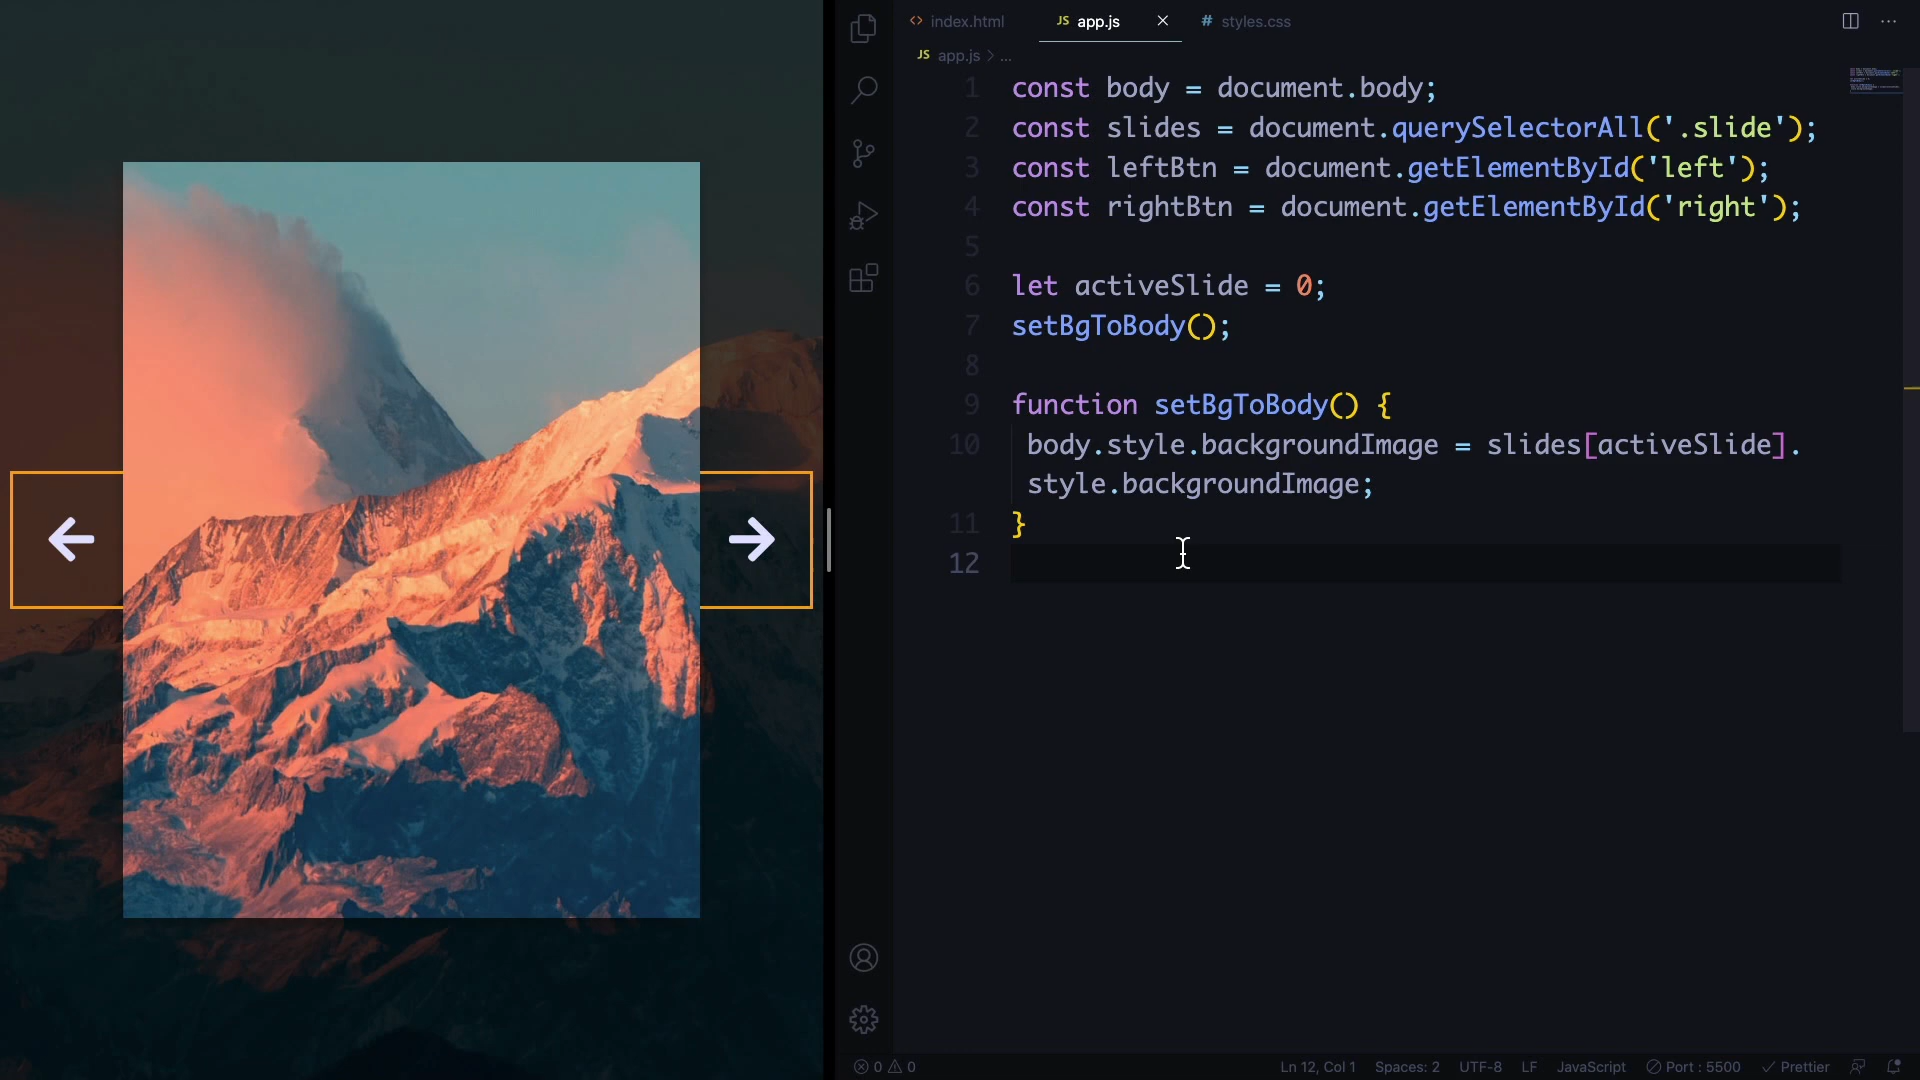 index.html
JS app.js
# styles.css
JS app.js > ...
1 const body = document.body;
2 const slides = document.querySelectorAll('.slide');
3 const leftBtn = document.getElementById('left');
4 const rightBtn = document.getElementById('right');
5
6 let activeSlide = 0;
7 setBgToBody();
8
9 function setBgToBody() {
10 body.style.backgroundImage = slides[activeSlide].
style.backgroundImage;
11 }
12
0 0 Ln 12, Col 1 Spaces: 2 UTF-8 LF JavaScript Port : 5500 Prettier